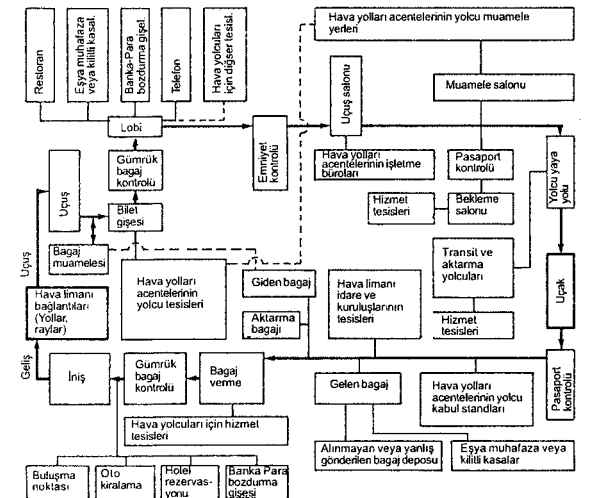 Restoran
Eşya muhafaza
veya kilitli kasal.
Banka-Para
bozdurma gişel.
Telefon
Hava yolcuları
için diğser tesisl.
Hava yolları acentelerinin yolcu muamele
yerleri
Muamele salonu
Uçuş salonu
Lobi
Emniyet
kontrolü
Hava yolları
acentelerinin işletme
büroları
Pasaport
kontrolü
Yolcu yaya
yolu
Gümrük
bagaj
kontrolü
Uçuş
Bilet
gişesi
Hizmet
tesisleri
Bekleme
salonu
Bagaj
muamelesi
Uçuş
Hava yolları
acentelerinin
yolcu tesisleri
Giden bagaj
Hava limanı
idare ve
kuruluşlarının
tesisleri
Transit ve
aktarma
yolcuları
Uçak
Hava limanı
bağlantıları
(Yollar,
raylar)
Aktarma
bagajı
Hizmet
tesisleri
Geliş
İniş
Gümrük
bagaj
kontrolü
Bagaj
verme
Gelen bagaj
Hava yolları
acentelerinin yolcu
kabul standları
Pasaport
kontrolü
Hava yolcuları için hizmet
tesisleri
Alınmayan veya yanlış
gönderilen bagaj deposu
Eşya muhafaza veya
kilitli kasalar
Buluşma
noktası
Oto
kiralama
Hotel
rezervas-
yonu
Banka Para
bozdurma
gişesi